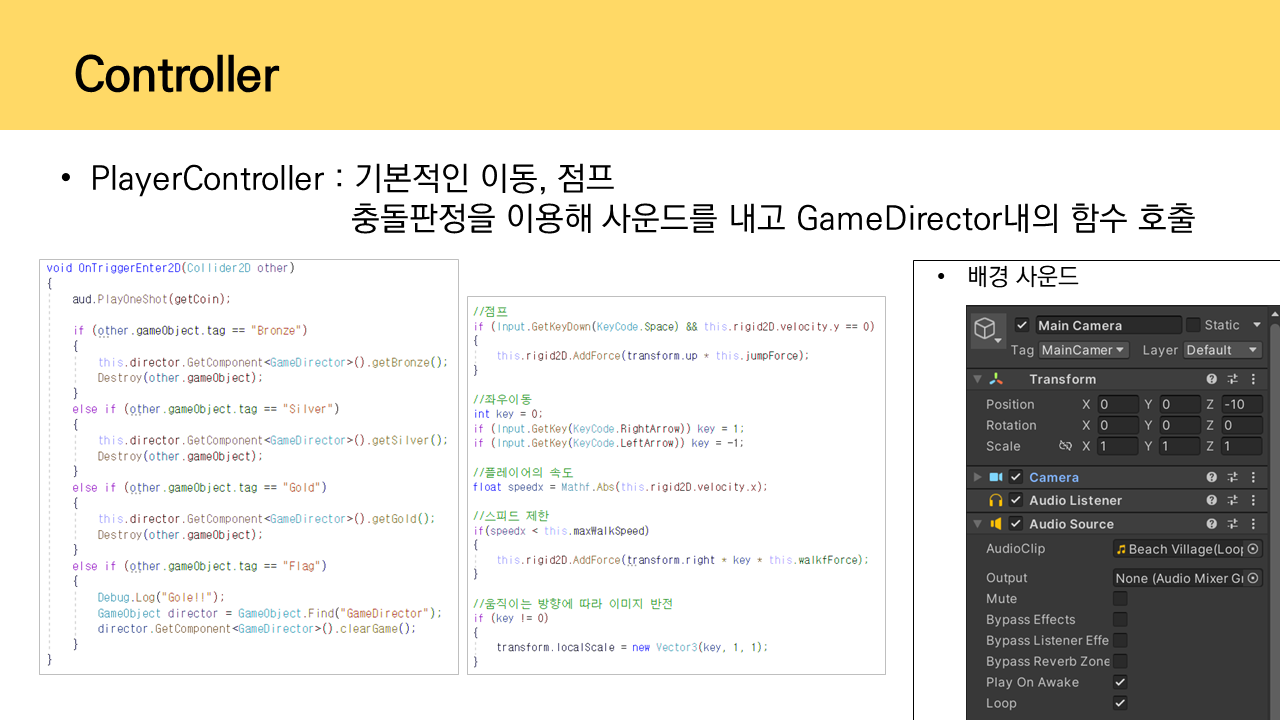 Controller
• PlayerController : 기본적인 이동, 점프
충돌판정을 이용해 사운드를 내고 GameDirector내의 함수 호출
void OnTriggerEnter2D(Collider2D other)
{
aud.PlayOneShot(getCoin);
if (other.gameObject.tag == "Bronze")
{
this.director.GetComponent<GameDirector>().getBronze();
Destroy(other.gameObject);
}
else if (other.gameObject.tag == "Silver")
{
this.director.GetComponent<GameDirector>().getSilver();
Destroy(other.gameObject);
}
else if (other.gameObject.tag == "Gold")
{
this.director.GetComponent<GameDirector>().getGold();
Destroy(other.gameObject);
}
else if (other.gameObject.tag == "Flag")
{
Debug.Log("Gole!!");
GameObject director = GameObject.Find("GameDirector");
director.GetComponent<GameDirector>().clearGame();
}
}
//점프
if (Input.GetKeyDown(KeyCode.Space) && this.rigid2D.velocity.y == 0)
{
this.rigid2D.AddForce(transform.up * this.jumpForce);
}
//좌우이동
int key = 0;
if (Input.GetKey(KeyCode.RightArrow)) key = 1;
if (Input.GetKey(KeyCode.LeftArrow)) key = -1;
//플레이어의 속도
float speedx = Mathf.Abs(this.rigid2D.velocity.x);
//스피드 제한
if(speedx < this.maxWalkSpeed)
{
this.rigid2D.AddForce(transform.right * key * this.walkfForce);
}
//움직이는 방향에 따라 이미지 반전
if (key != 0)
{
transform.localScale = new Vector3(key, 1, 1);
}
• 배경 사운드
Main Camera Static
Tag MainCamer Layer Default
Transform
Position X 0 Y 0 Z -10
Rotation X 0 Y 0 Z 0
Scale X 1 Y 1 Z 1
Camera
Audio Listener
Audio Source
AudioClip Beach Village(Loop
Output None (Audio Mixer Gr
Mute
Bypass Effects
Bypass Listener Effe
Bypass Reverb Zone
Play On Awake
Loop